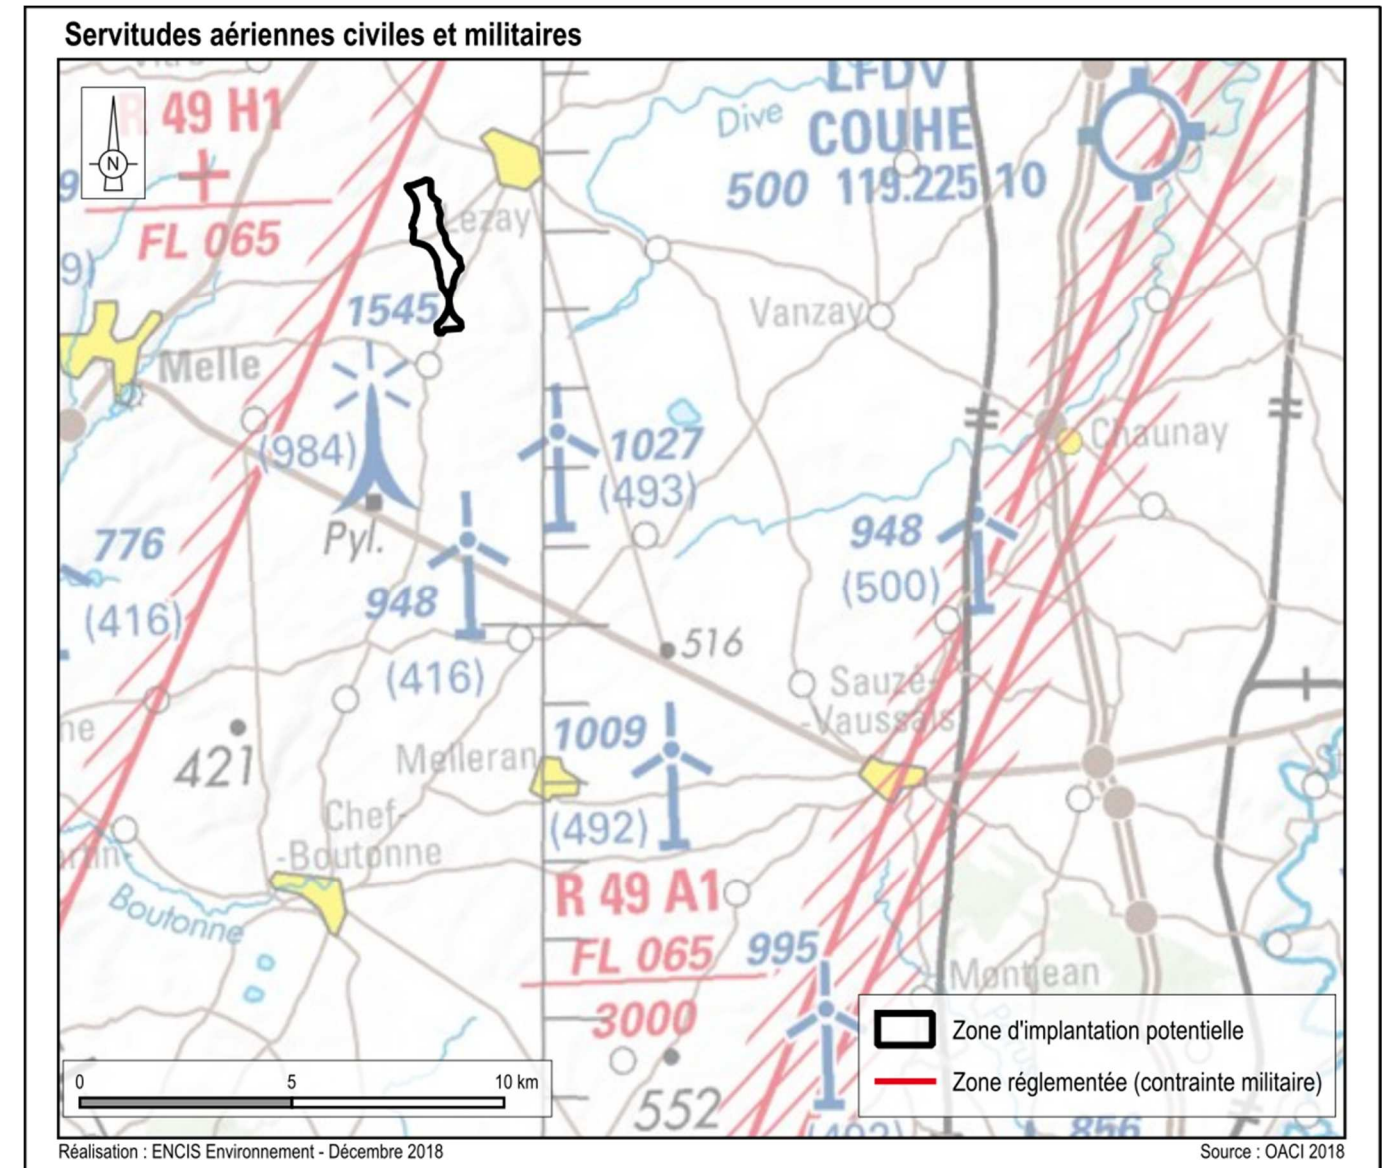 Servitudes aériennes civiles et militaires
N
R 49 H1
FL 065
LFDV
COUHE
500 119.225 10
Dive
Lezay
1545
Vanzay
Melle
(984)
1027
(493)
Chaunay
Pyl.
776
(416)
948
(416)
948
(500)
516
Sauzé-
-Vaussais
421
Melleran
1009
(492)
Chef-
-Boutonne
Boutonne
R 49 A1
FL 065
3000
995
Montjean
552
856
0 5 10 km
Zone d'implantation potentielle
Zone réglementée (contrainte militaire)
Réalisation : ENCIS Environnement - Décembre 2018
Source : OACI 2018